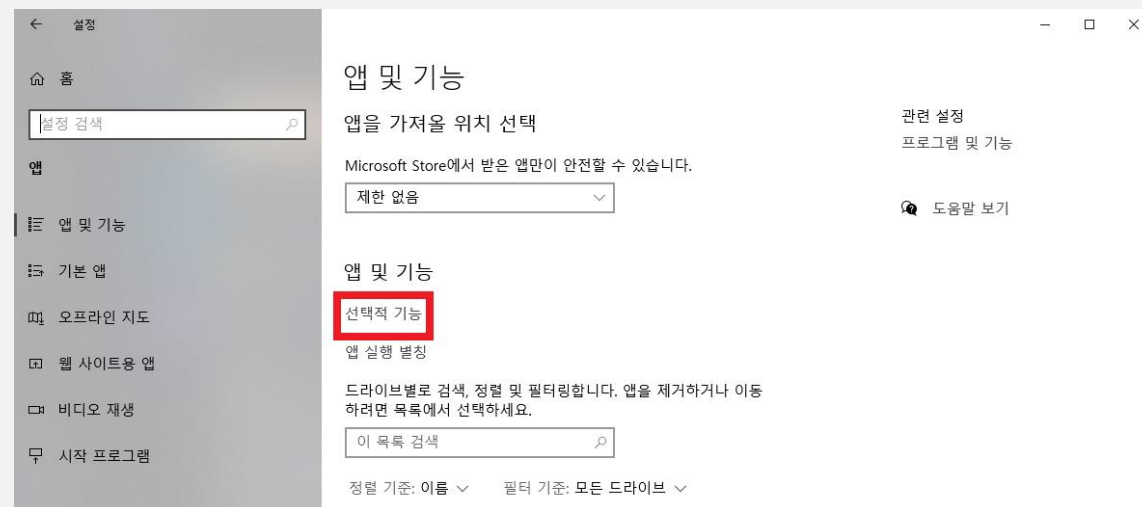 설정
홈
설정 검색
앱
앱 및 기능
기본 앱
오프라인 지도
웹 사이트용 앱
비디오 재생
시작 프로그램
앱 및 기능
앱을 가져올 위치 선택
Microsoft Store에서 받은 앱만이 안전할 수 있습니다.
제한 없음
앱 및 기능
선택적 기능
앱 실행 별칭
드라이브별로 검색, 정렬 및 필터링합니다. 앱을 제거하거나 이동
하려면 목록에서 선택하세요.
이 목록 검색
정렬 기준: 이름 필터 기준: 모든 드라이브
관련 설정
프로그램 및 기능
도움말 보기